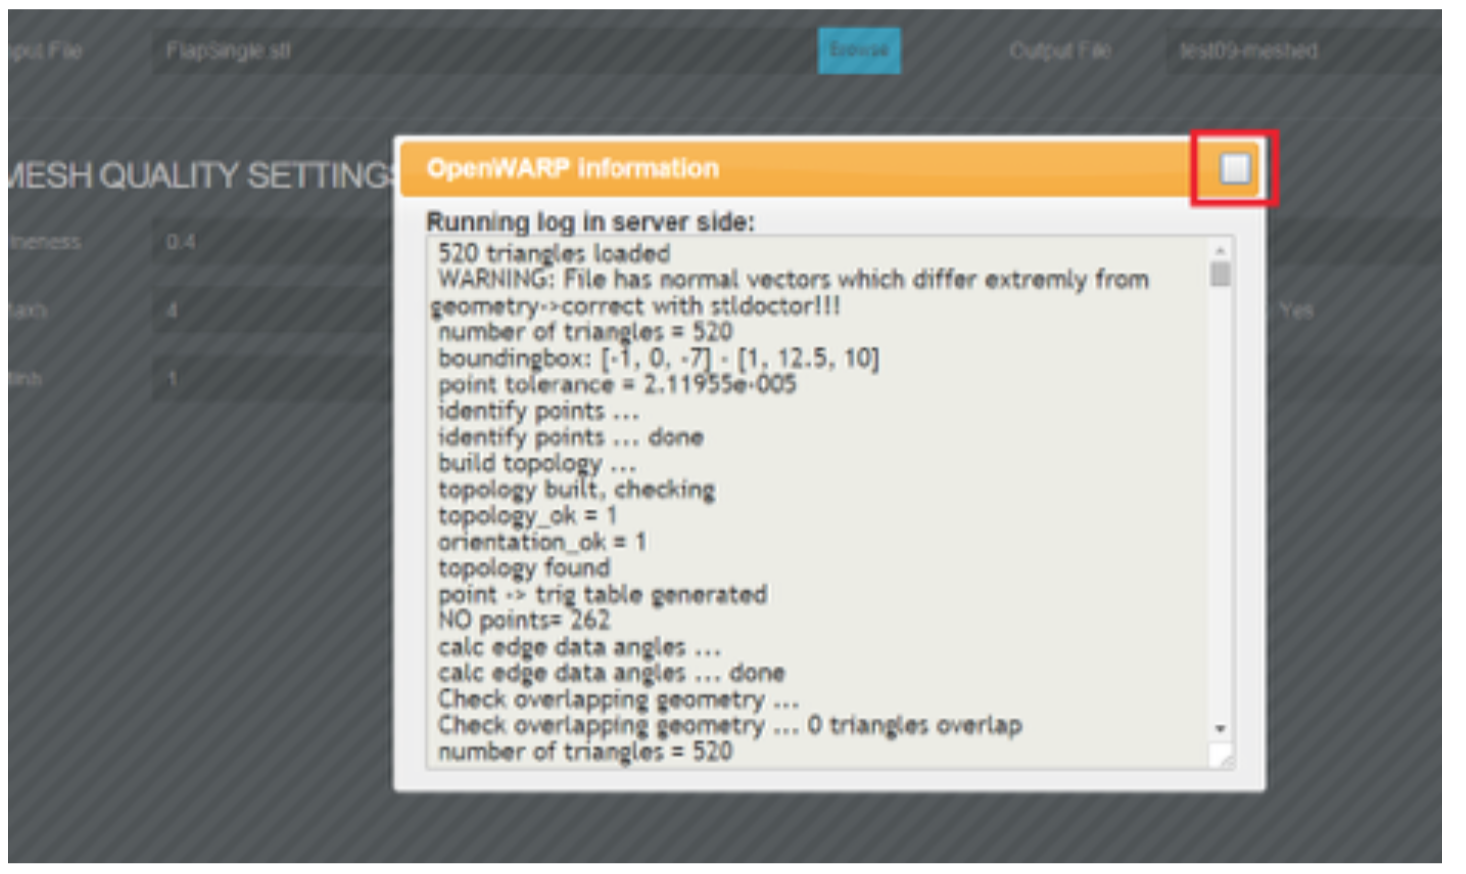 Input File
FlapSingle.stl
Browse
Output File
test09-meshed
MESH QUALITY SETTINGS
OpenWARP information
Fineness
0.4
Running log in server side:
520 triangles loaded
WARNING: File has normal vectors which differ extremly from
geometry->correct with stldoctor!!!
number of triangles = 520
boundingbox: [-1, 0, -7] - [1, 12.5, 10]
point tolerance = 2.11955e-005
identify points ...
identify points ... done
build topology ...
topology built, checking
topology_ok = 1
orientation_ok = 1
topology found
point -> trig table generated
NO points= 262
calc edge data angles ...
calc edge data angles ... done
Check overlapping geometry ...
Check overlapping geometry ... 0 triangles overlap
number of triangles = 520
Maxh
4
Yes
Minh
1